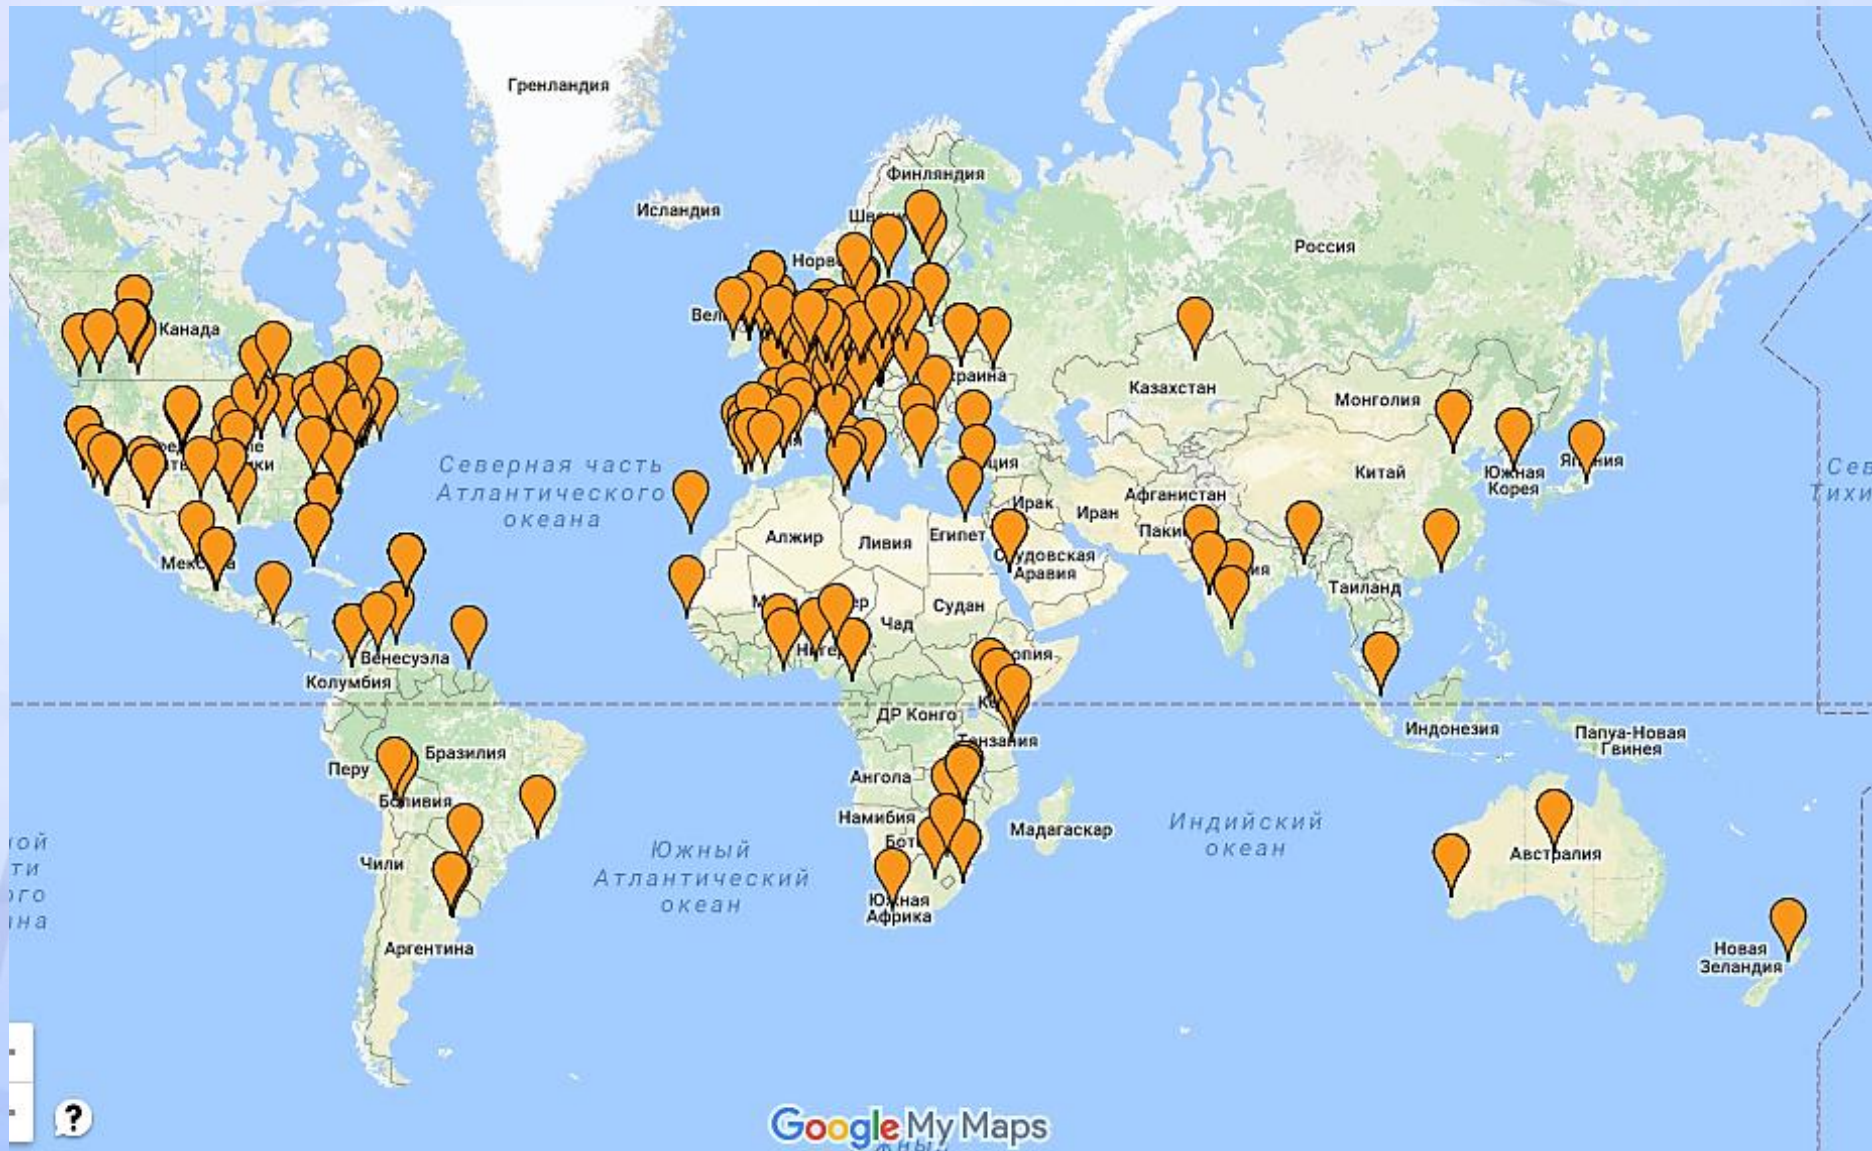 Гренландия
Финляндия
Исландия
Россия
Канада
Казахстан
Монголия
Северная часть
Атлантического
океана
Китай
Южная
Корея
Ирак
Иран
Афганистан
Алжир
Ливия
Египет
Аравия
Таиланд
Судан
Чад
Венесуэла
Колумбия
ДР Конго
Индонезия
Папуа-Новая
Гвинея
Танзания
Бразилия
Перу
Ангола
Боливия
Намибия
Мадагаскар
Индийский
океан
Южный
Атлантический
океан
Чили
Австралия
Южная
Африка
Аргентина
Новая
Зеландия
?
Google My Maps